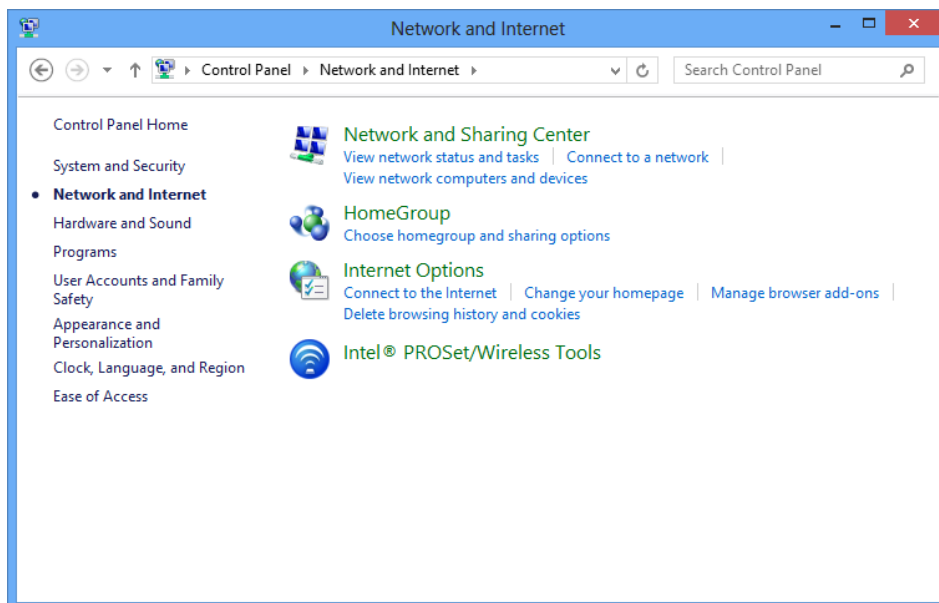 Network and Internet
Control Panel Network and Internet Search Control Panel
Control Panel Home
System and Security
Network and Internet
Hardware and Sound
Programs
User Accounts and Family
Safety
Appearance and
Personalization
Clock, Language, and Region
Ease of Access
Network and Sharing Center
View network status and tasks Connect to a network
View network computers and devices
HomeGroup
Choose homegroup and sharing options
Internet Options
Connect to the Internet Change your homepage Manage browser add-ons
Delete browsing history and cookies
Intel® PROSet/Wireless Tools